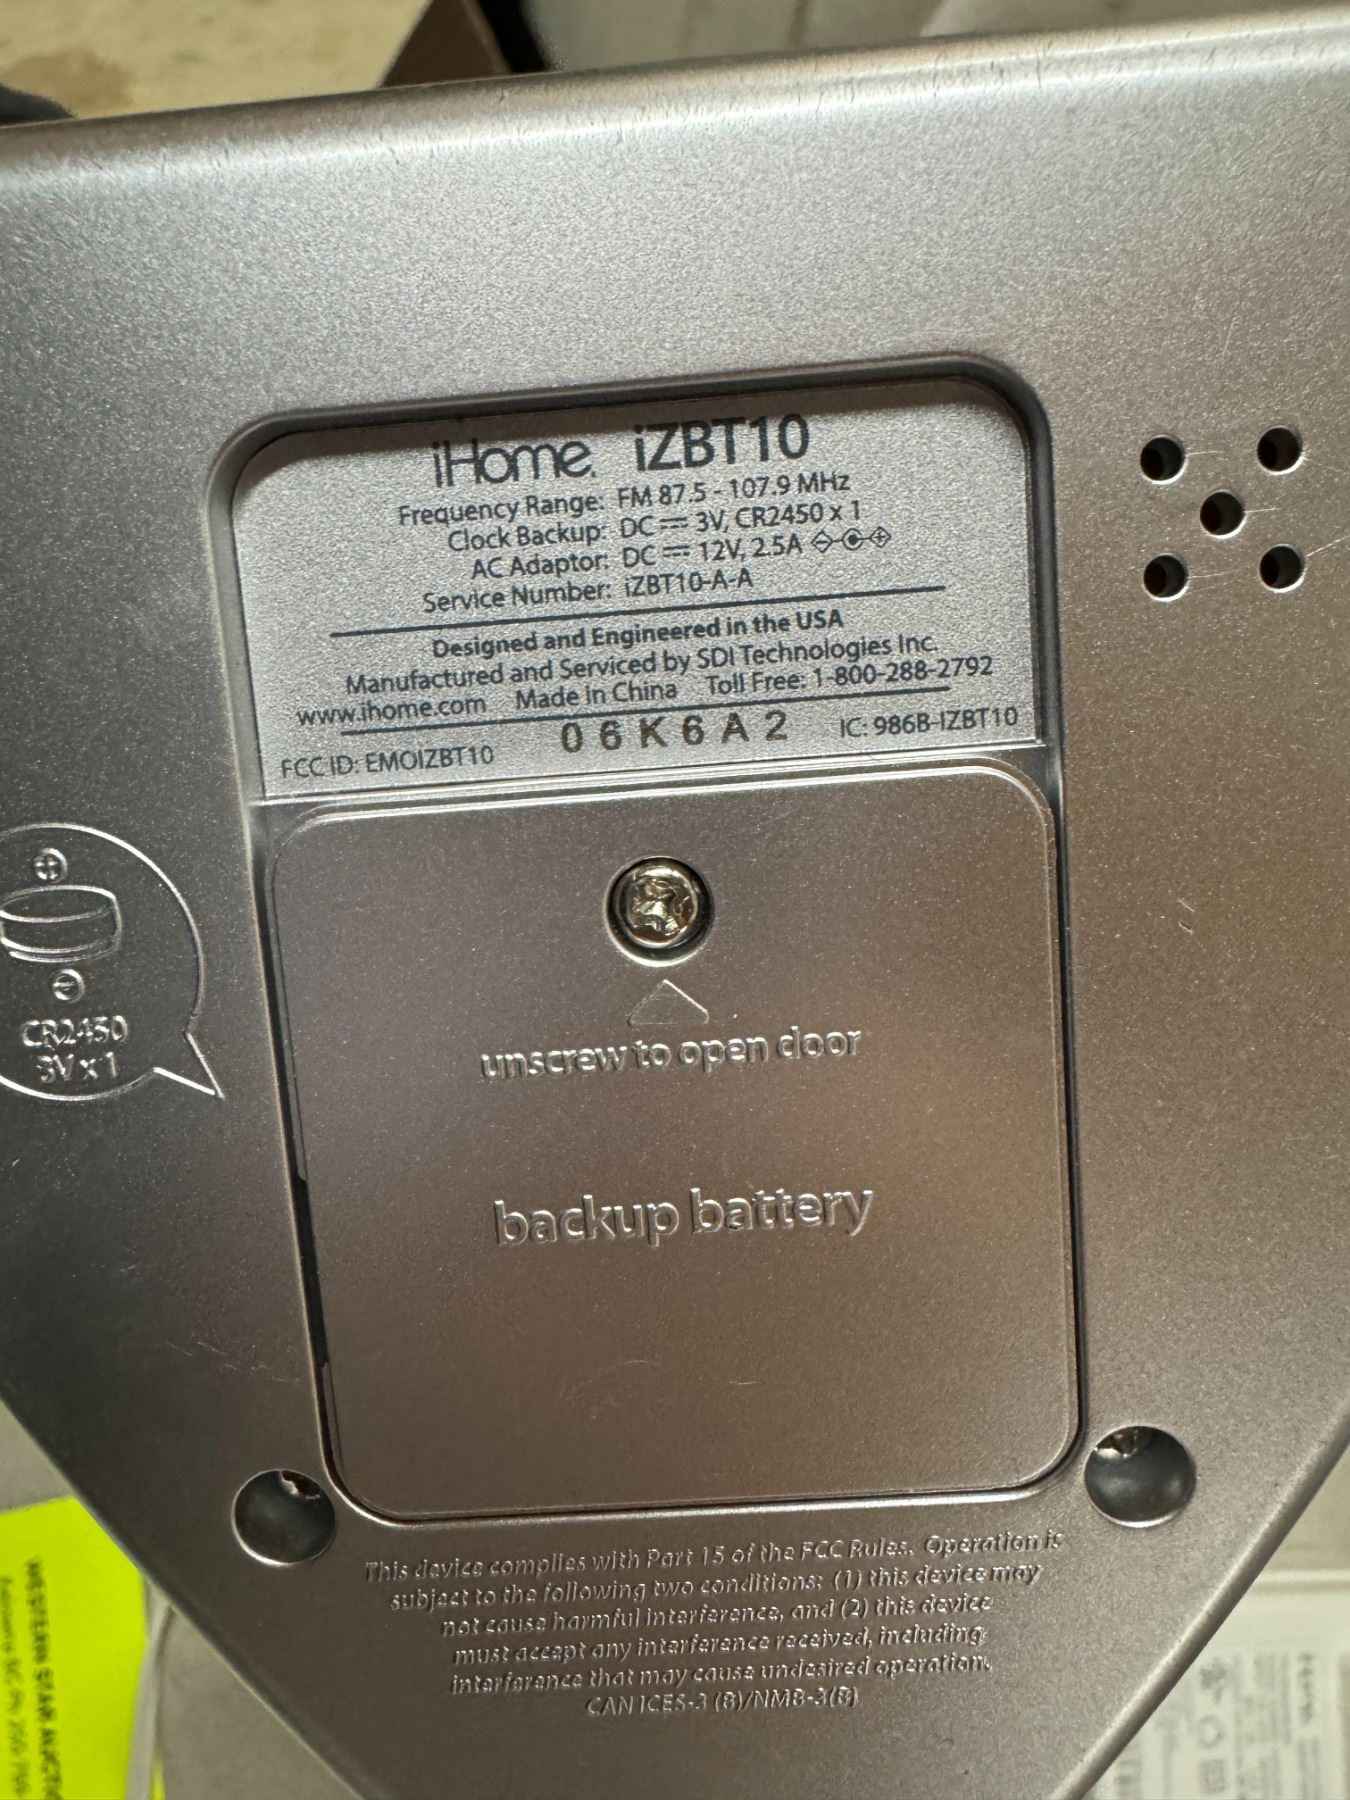 iHome. iZBT10
Frequency Range: FM 87.5 - 107.9 MHz
Clock Backup: DC 3V, CR2450 x 1
AC Adaptor: DC 12V, 2.5A
Service Number: iZBT10-A-A
Designed and Engineered in the USA
Manufactured and Serviced by SDI Technologies Inc.
www.ihome.com Made in China Toll Free: 1-800-288-2792
FCC ID: EMOIZBT10 06K6A2 IC: 986B-IZBT10
CR2450
3V x 1
unscrew to open door
backup battery
This device complies with Part 15 of the FCC Rules. Operation is
subject to the following two conditions: (1) this device may
not cause harmful interference, and (2) this device
must accept any interference received, including
interference that may cause undesired operation.
CAN ICES-3 (B)/NMB-3(B)
WESTERN STAR AUCTI